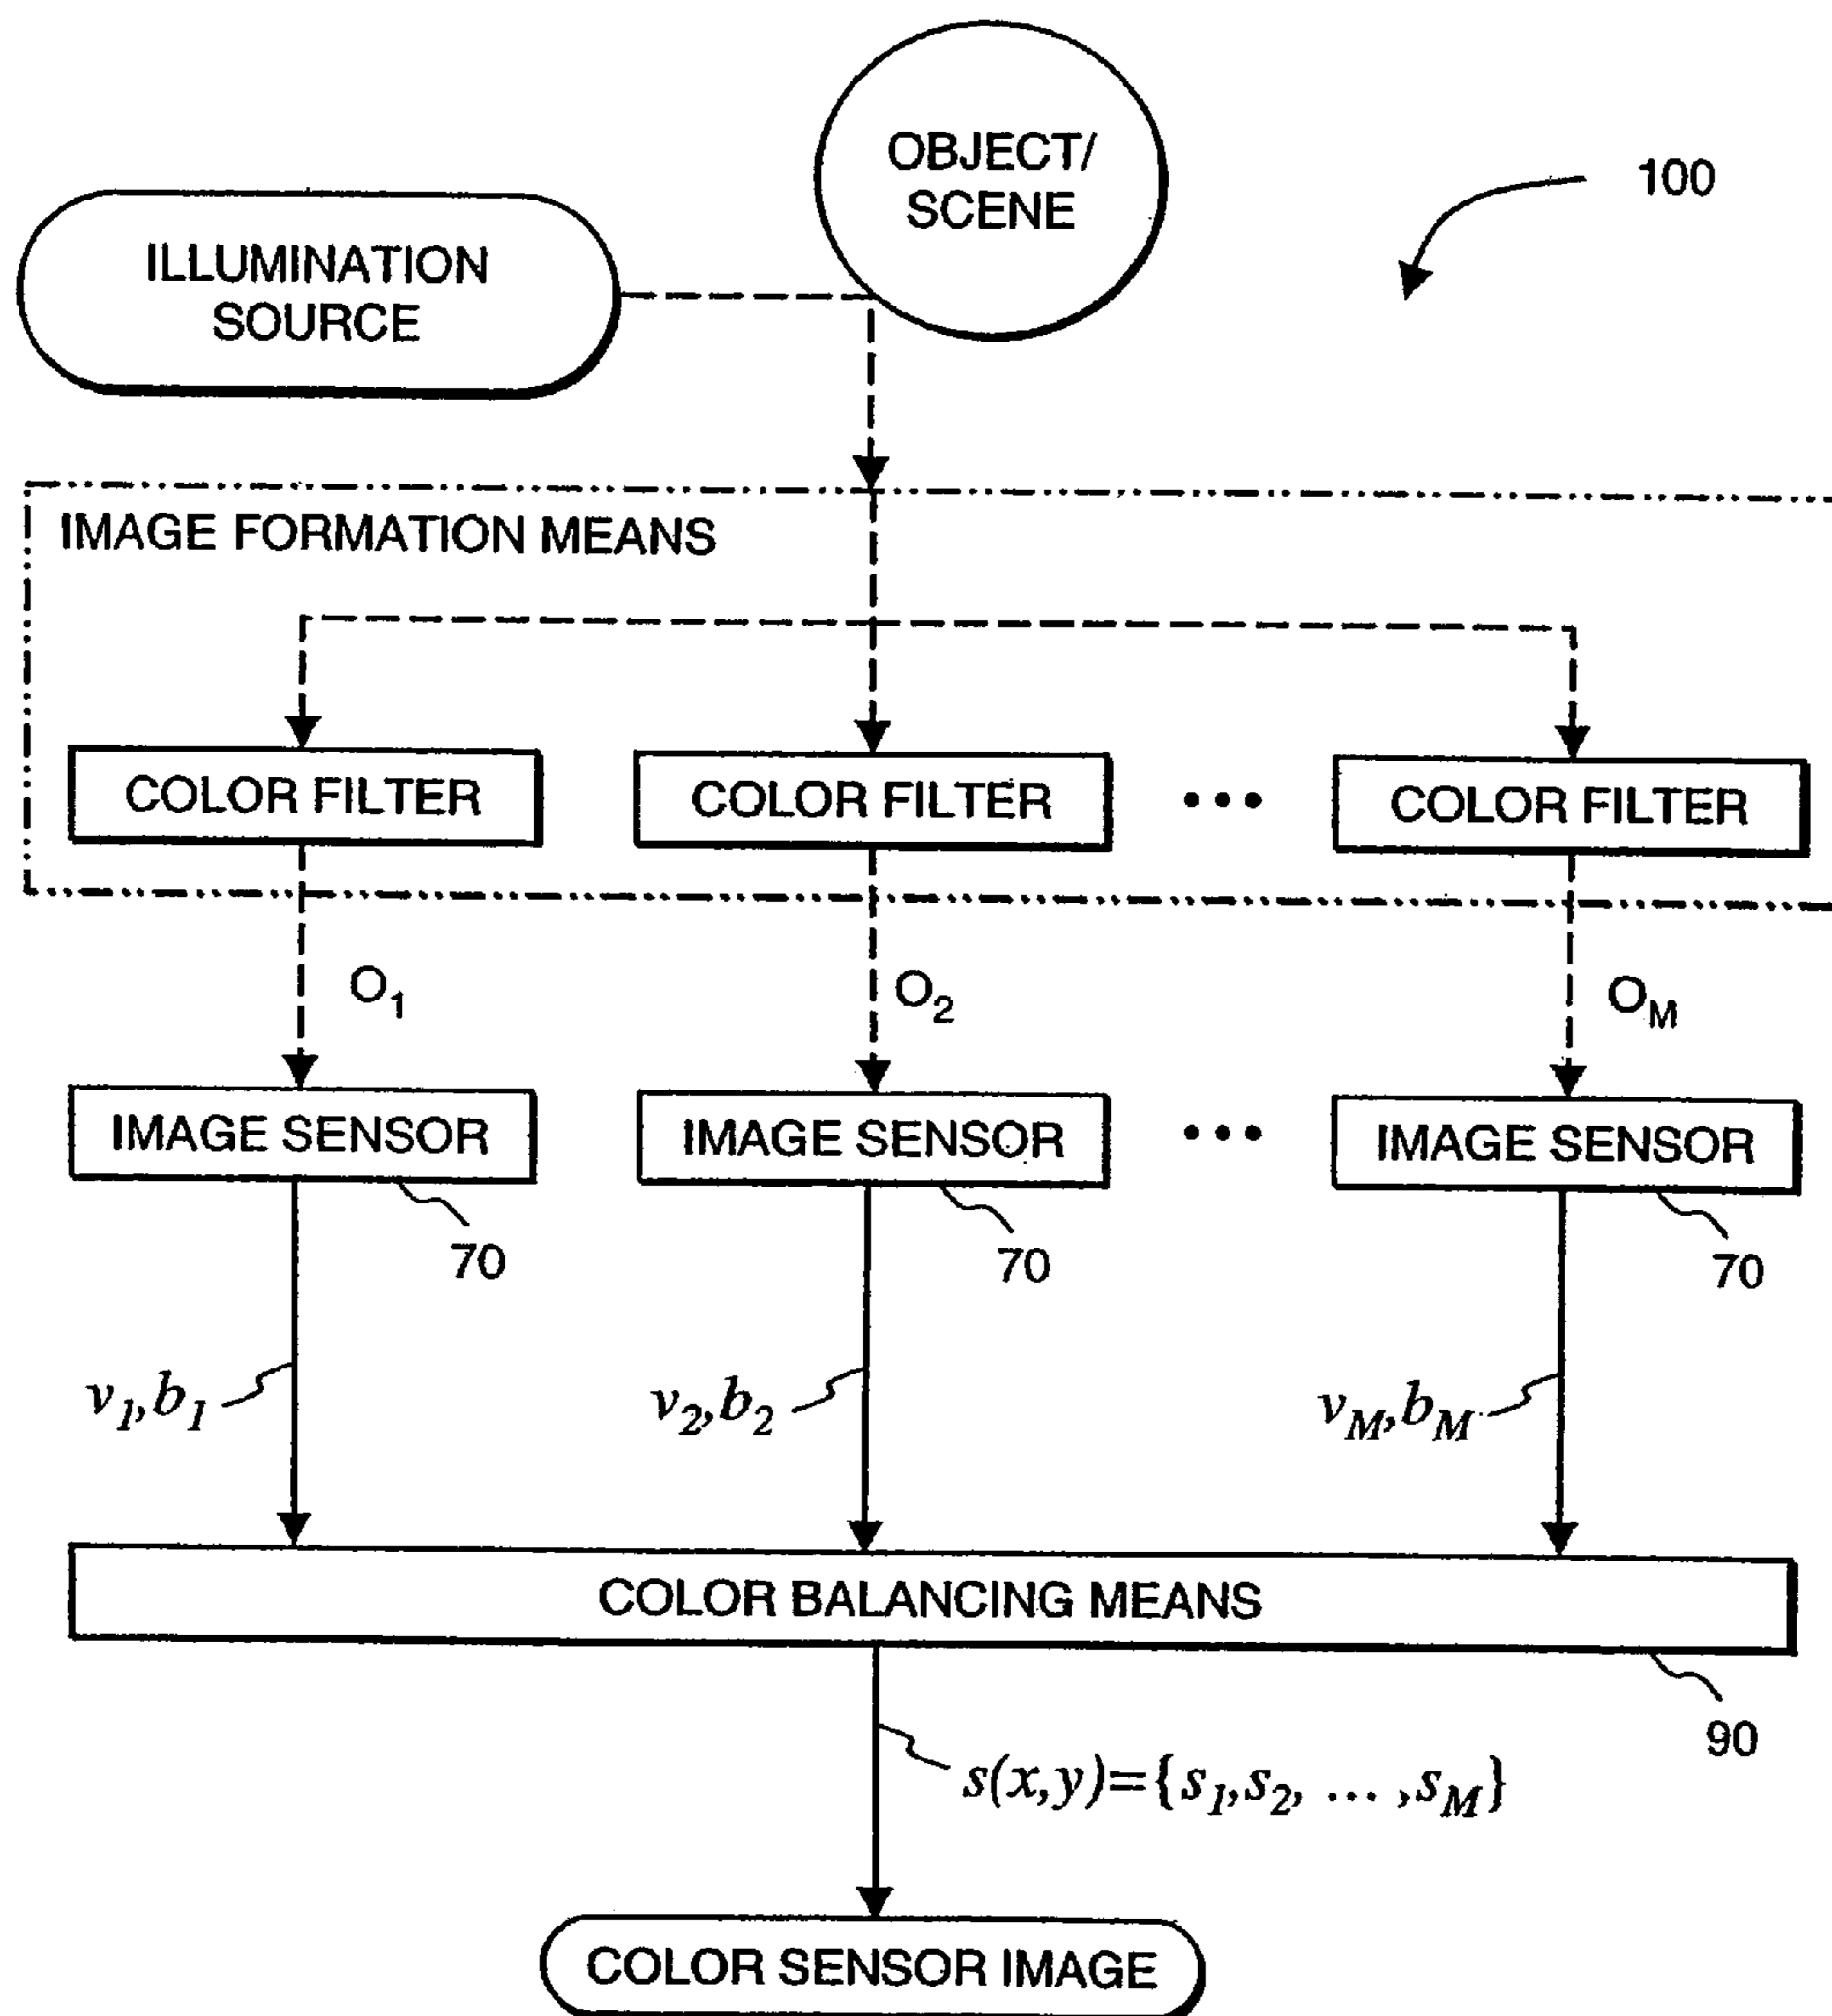 OBJECT/
SCENE
100
ILLUMINATION
SOURCE
IMAGE FORMATION MEANS
COLOR FILTER
COLOR FILTER
•••
COLOR FILTER
O1
O2
OM
IMAGE SENSOR
IMAGE SENSOR
•••
IMAGE SENSOR
70
70
70
v1,b1
v2,b2
vM,bM
COLOR BALANCING MEANS
90
s(x,y)={s1,s2, ... ,sM}
COLOR SENSOR IMAGE